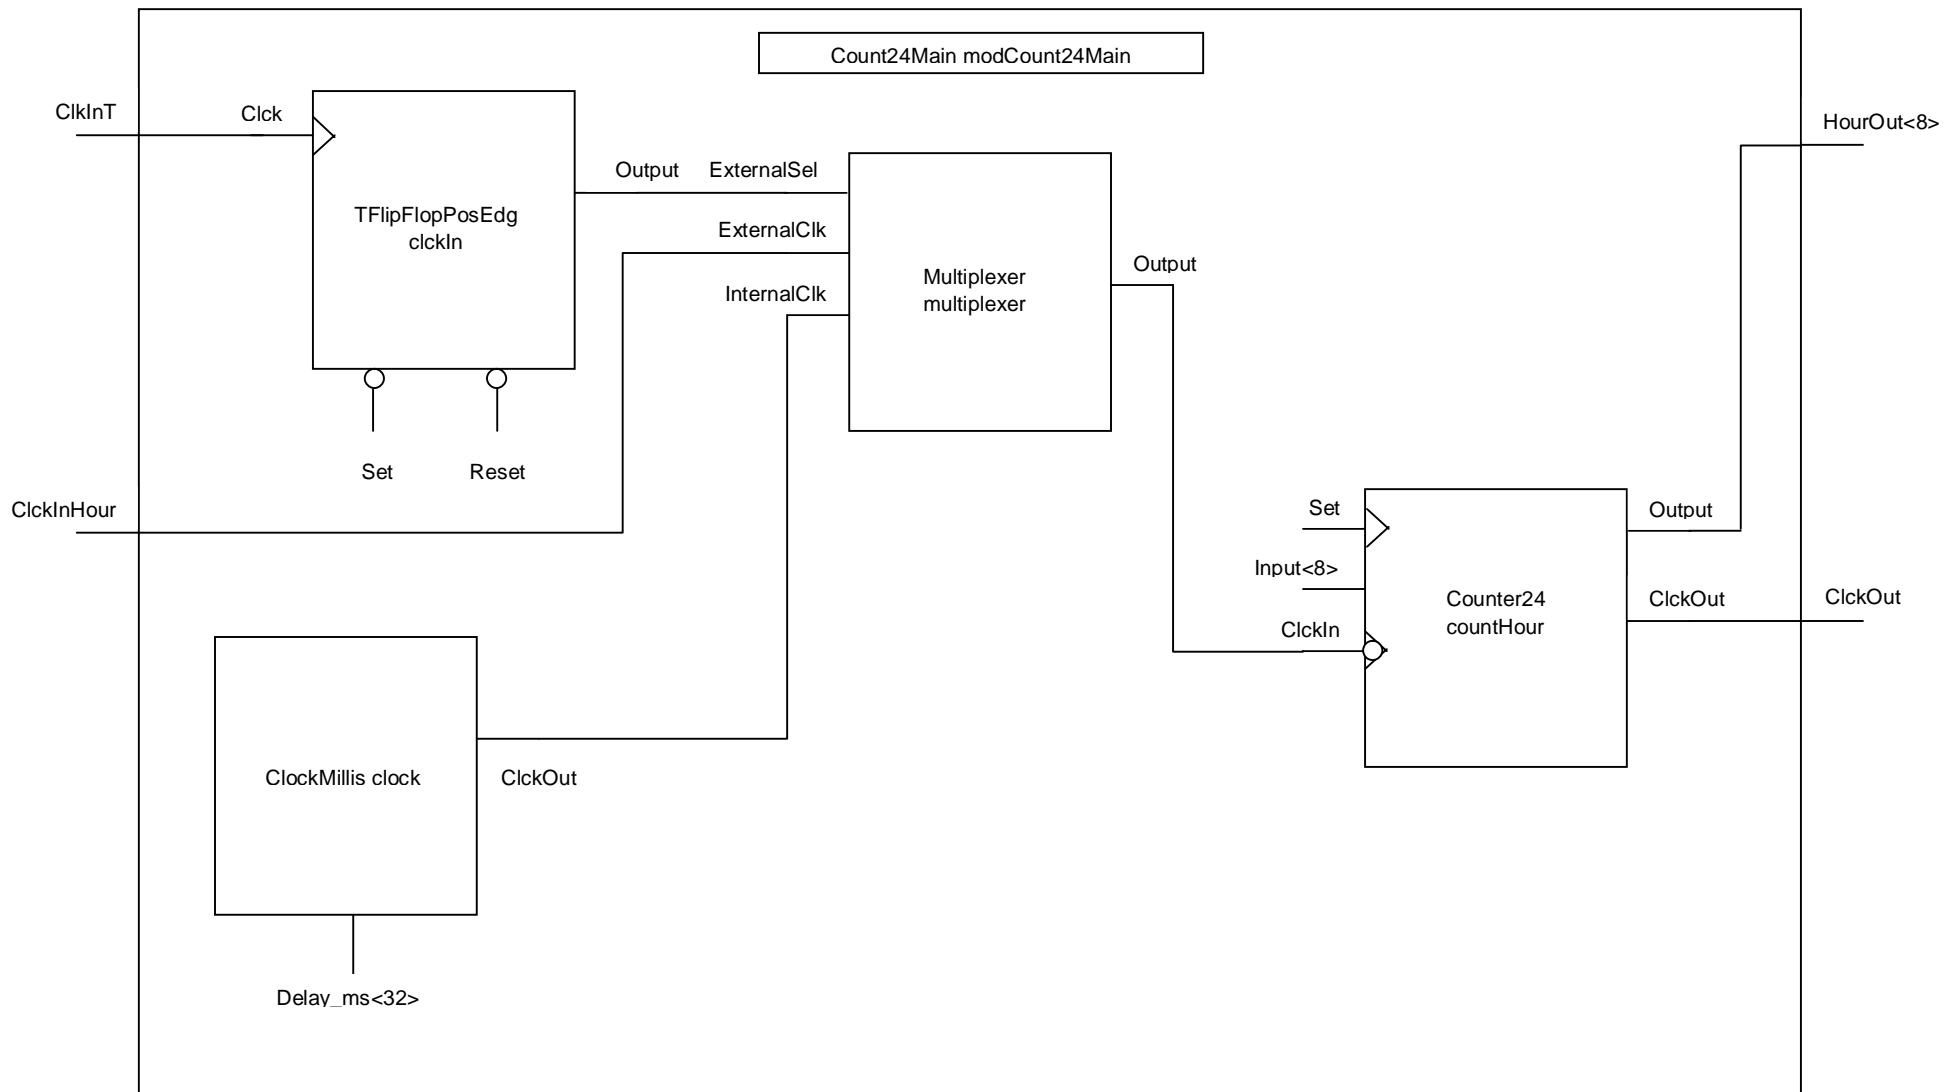 Count24Main modCount24Main
ClkInT
Clck
HourOut<8>
TFlipFlopPosEdg
clckIn
Output
ExternalSel
ExternalClk
InternalClk
Multiplexer
multiplexer
Output
Set
Reset
ClckInHour
Set
Input<8>
ClckIn
Counter24
countHour
Output
ClckOut
ClckOut
ClockMillis clock
ClckOut
Delay_ms<32>